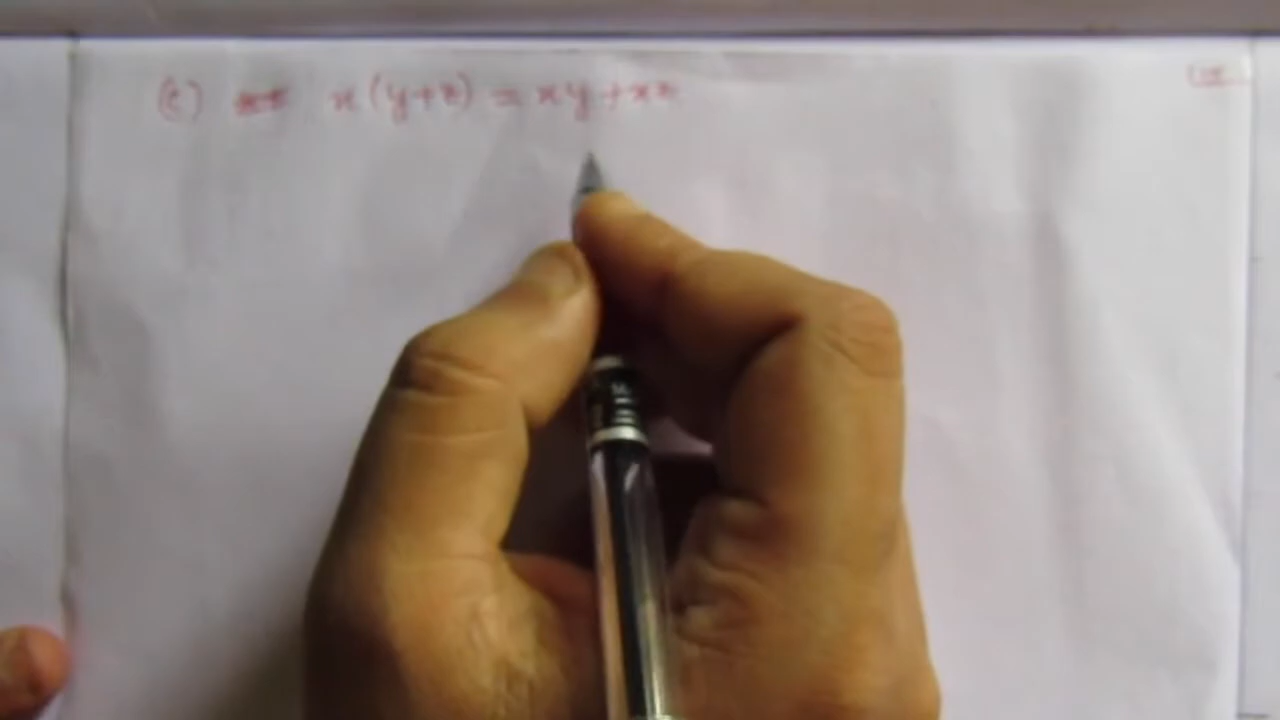 (c) x(y+z) = xy+xz